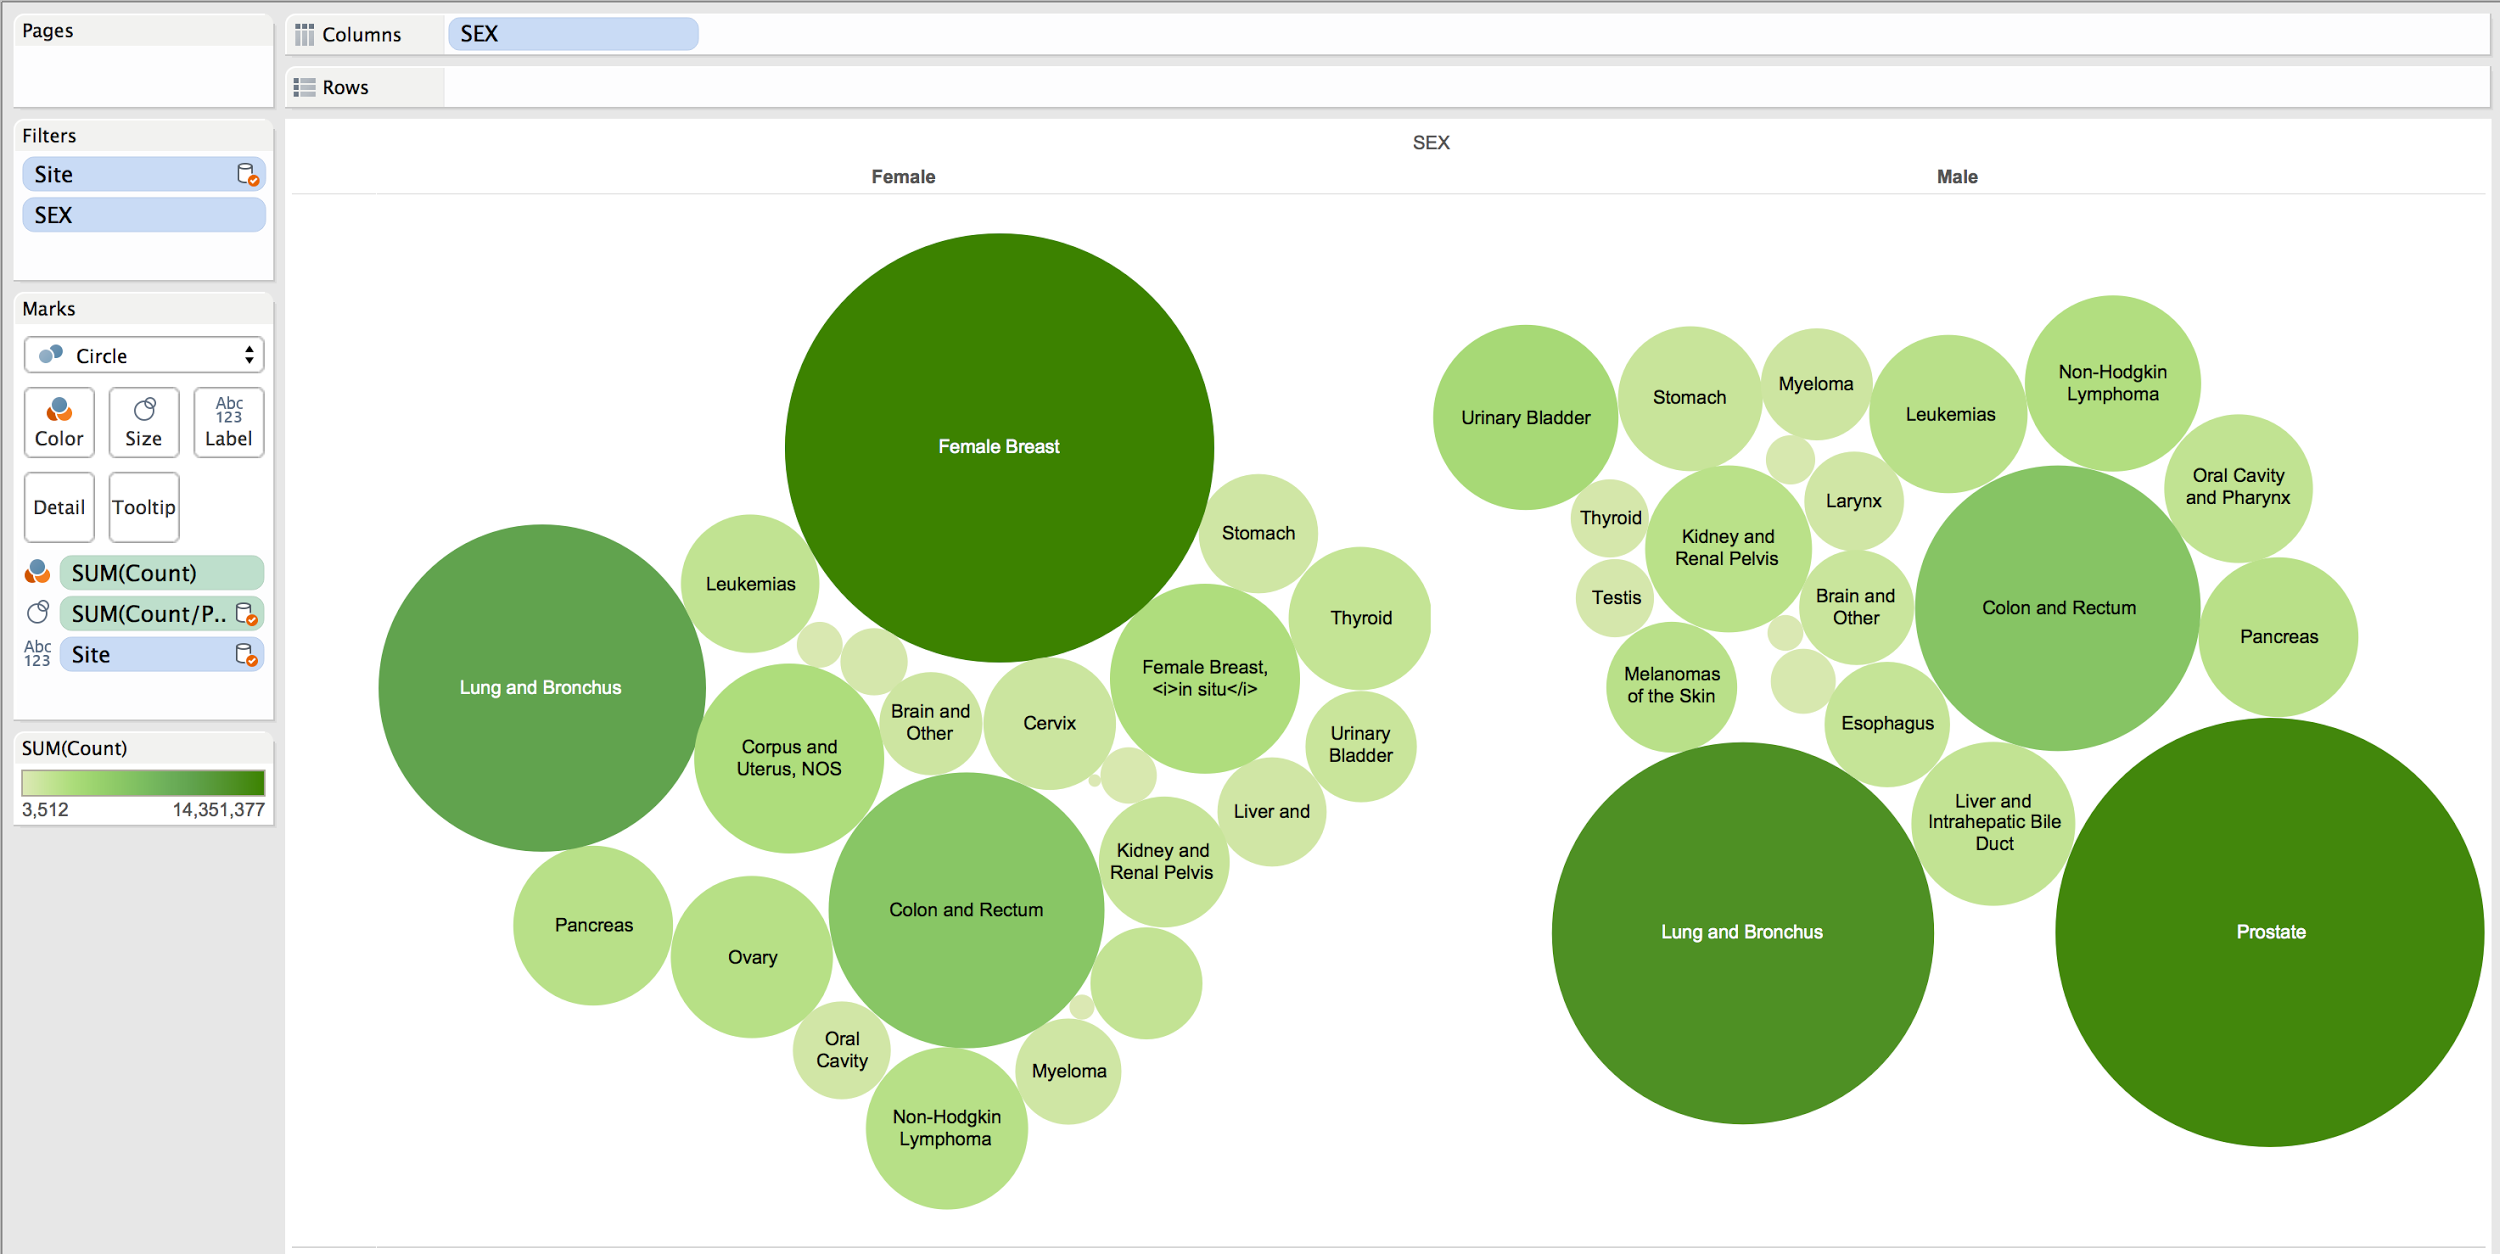 Pages
Columns
SEX
Rows
Filters
Site
SEX
Marks
Circle
Color
Size
Abc
123
Label
Detail
Tooltip
SUM(Count)
SUM(Count/P..
Abc
123
Site
SUM(Count)
3,512
14,351,377
SEX
Female
Male
Female Breast
Stomach
Leukemias
Thyroid
Lung and Bronchus
Female Breast,
<i>in situ</i>
Brain and
Other
Cervix
Urinary
Bladder
Corpus and
Uterus, NOS
Liver and
Kidney and
Renal Pelvis
Colon and Rectum
Pancreas
Ovary
Oral
Cavity
Myeloma
Non-Hodgkin
Lymphoma
Urinary Bladder
Stomach
Myeloma
Leukemias
Non-Hodgkin
Lymphoma
Oral Cavity
and Pharynx
Larynx
Thyroid
Kidney and
Renal Pelvis
Testis
Brain and
Other
Colon and Rectum
Pancreas
Melanomas
of the Skin
Esophagus
Liver and
Intrahepatic Bile
Duct
Lung and Bronchus
Prostate